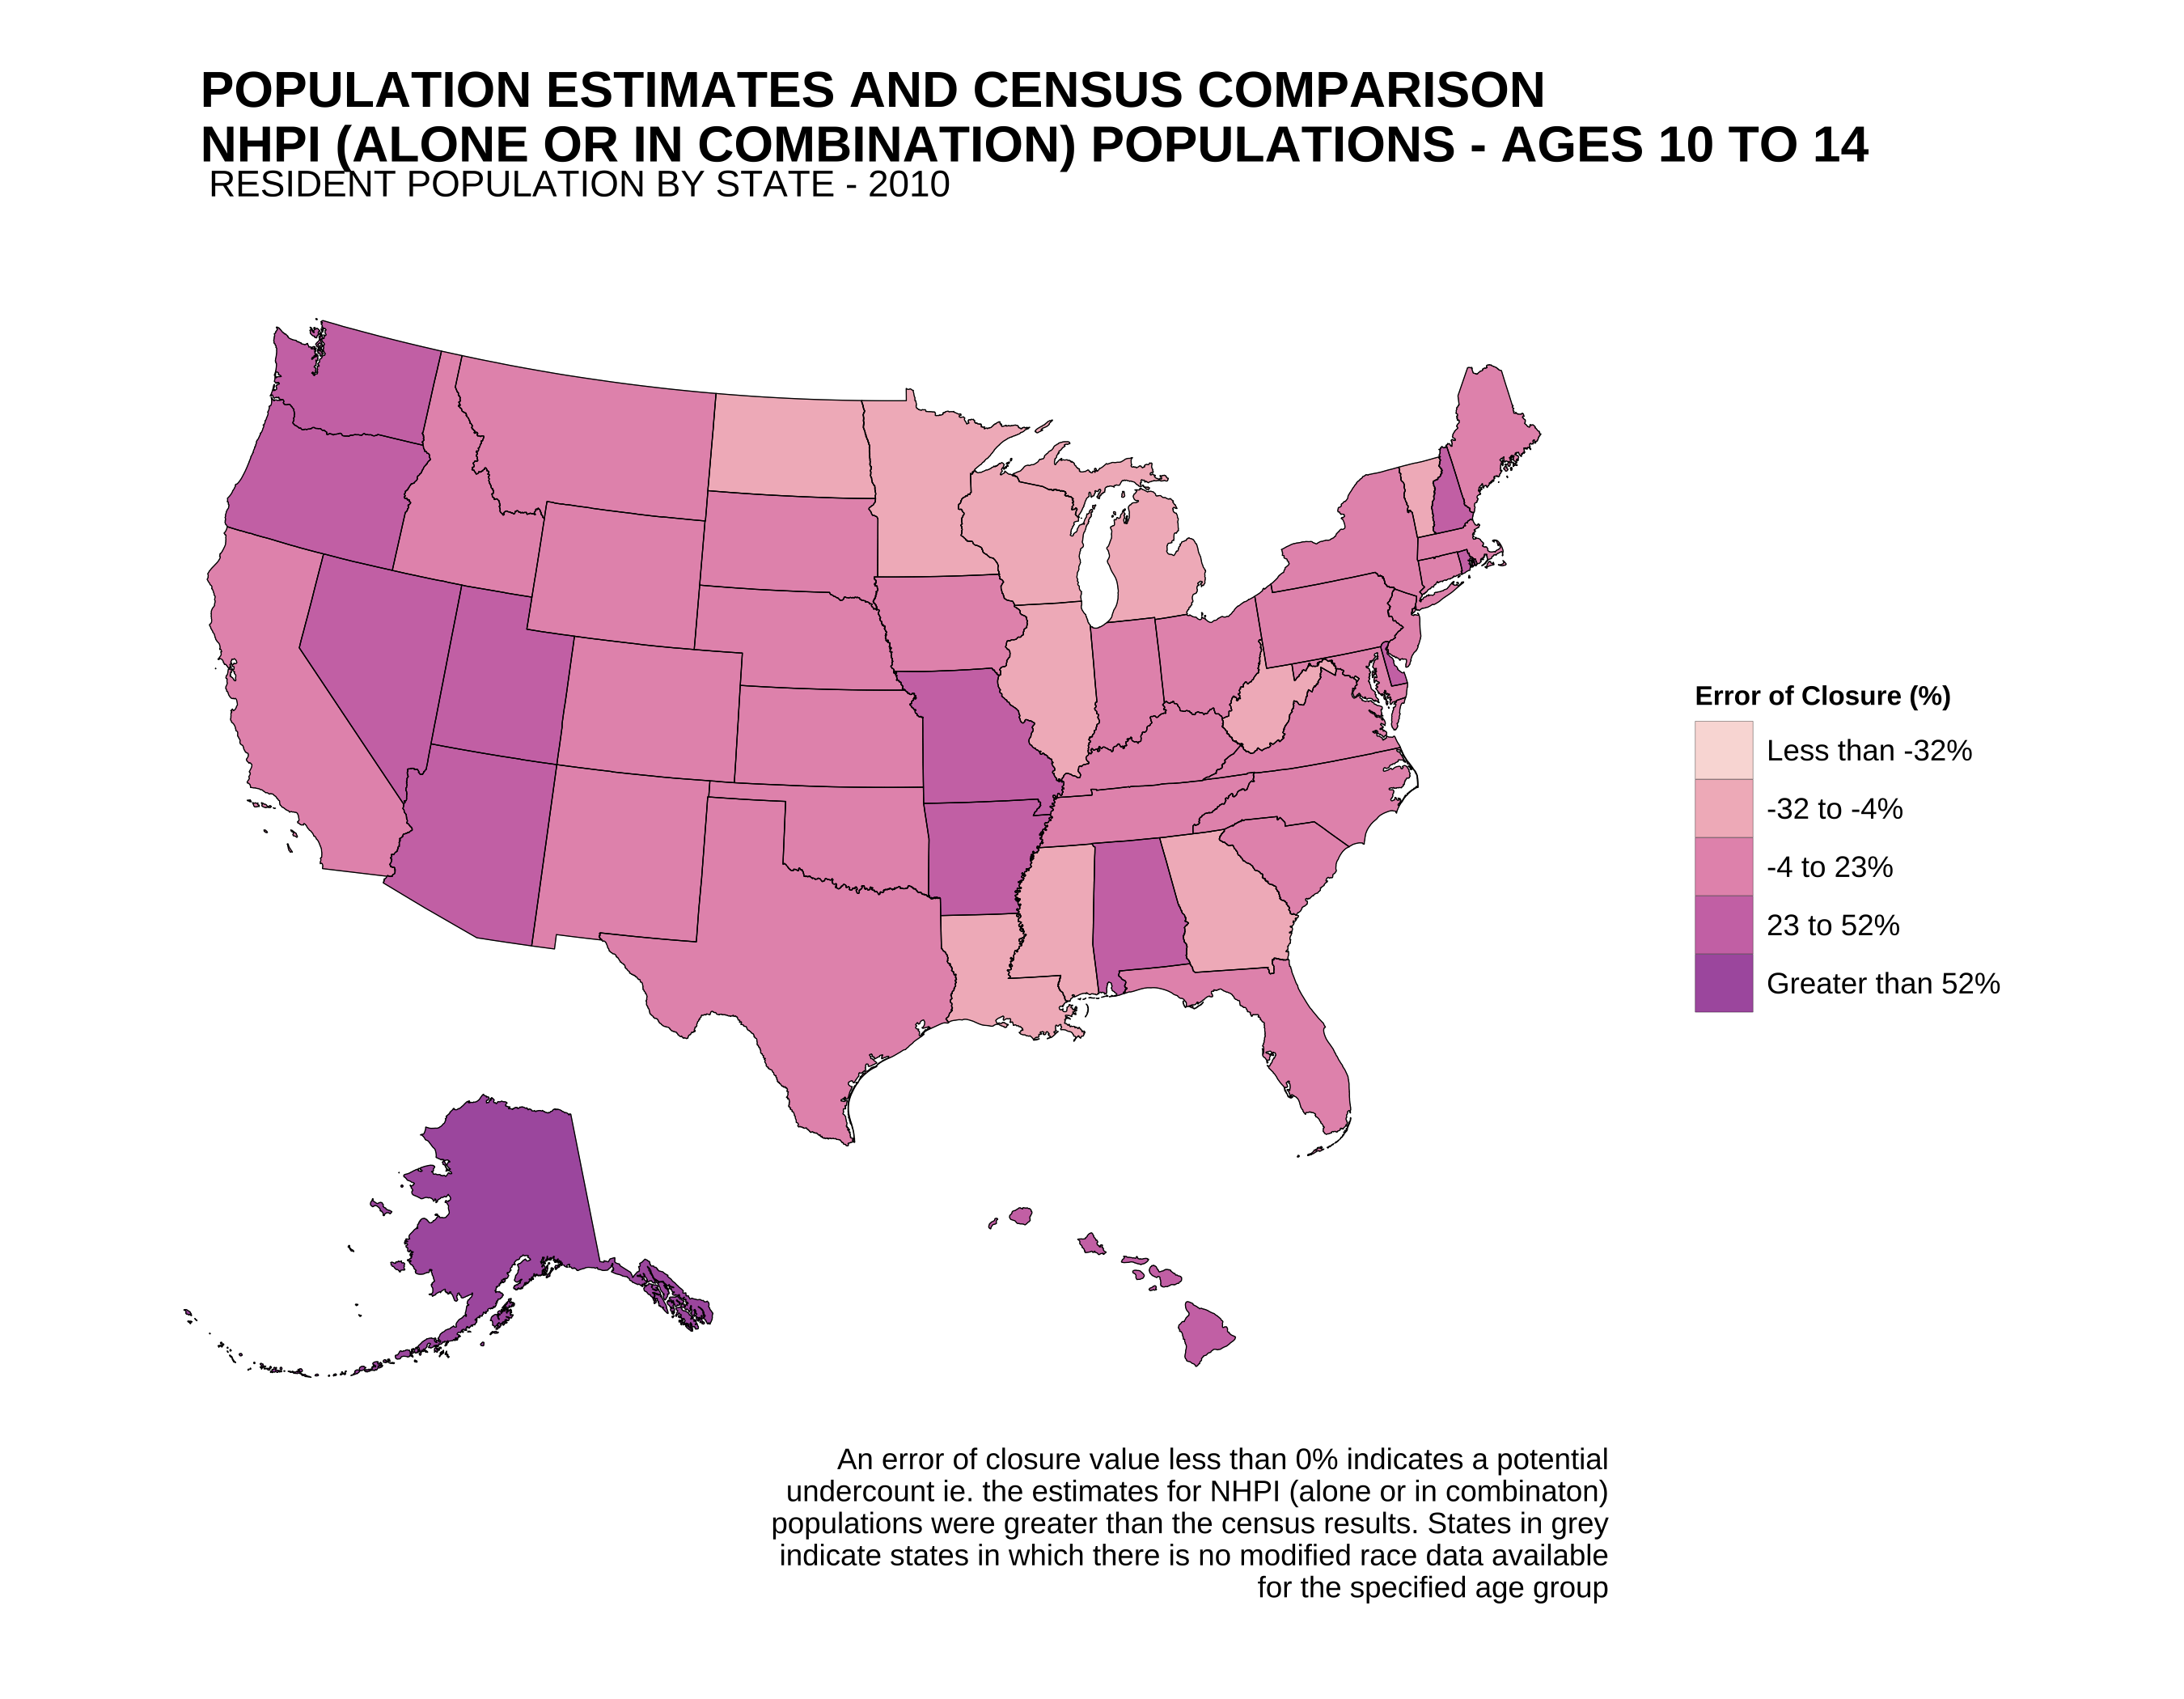 POPULATION ESTIMATES AND CENSUS COMPARISON
NHPI (ALONE OR IN COMBINATION) POPULATIONS - AGES 10 TO 14
RESIDENT POPULATION BY STATE - 2010
Error of Closure (%)
Less than -32%
-32 to -4%
-4 to 23%
23 to 52%
Greater than 52%
An error of closure value less than 0% indicates a potential
undercount ie. the estimates for NHPI (alone or in combinaton)
populations were greater than the census results. States in grey
indicate states in which there is no modified race data available
for the specified age group